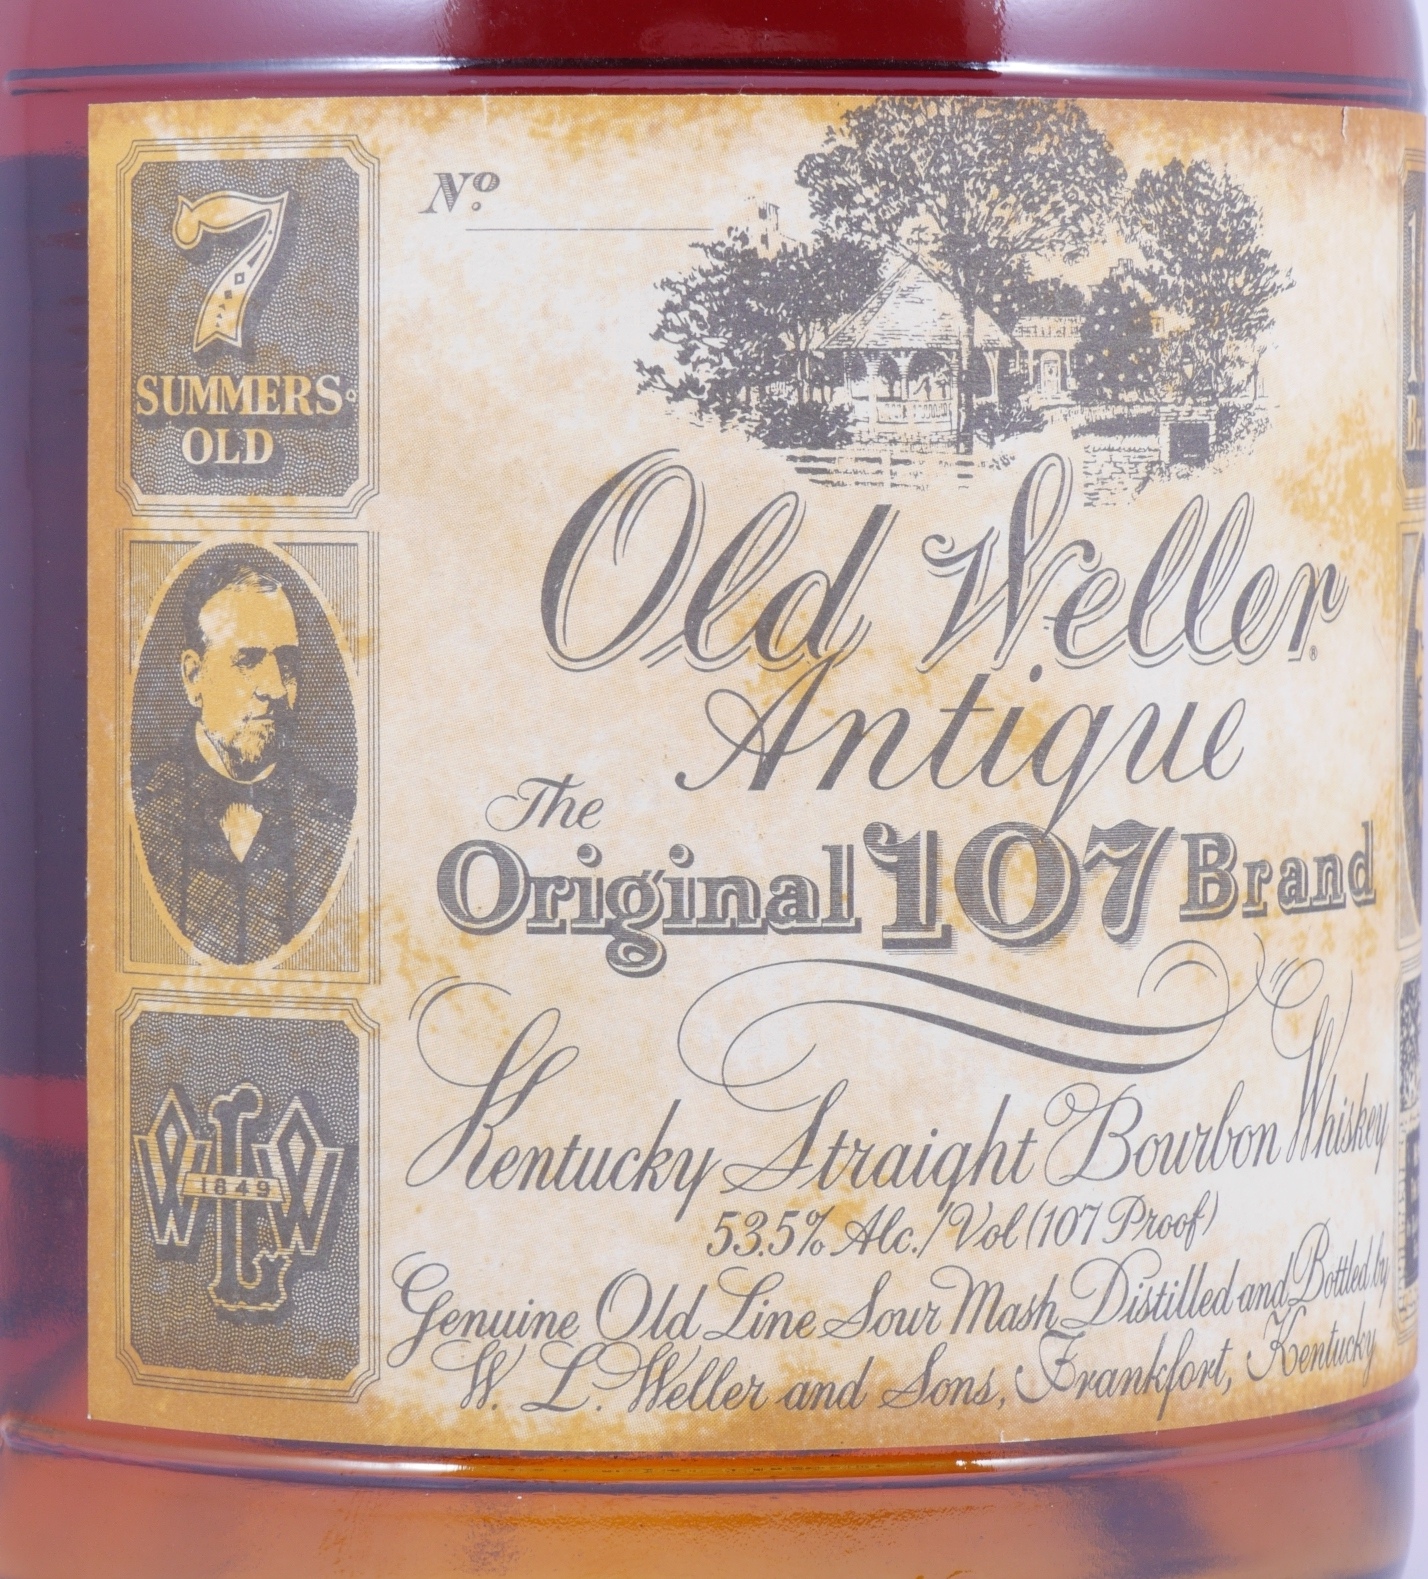 7
SUMMERS
OLD
Nº
Old Weller®
Antique
The
Original 107 Brand
Kentucky Straight Bourbon Whiskey
53.5% Alc./Vol (107 Proof)
Genuine Old Line Sour Mash Distilled and Bottled by
W. L. Weller and Sons, Frankfort, Kentucky
WLW
1849